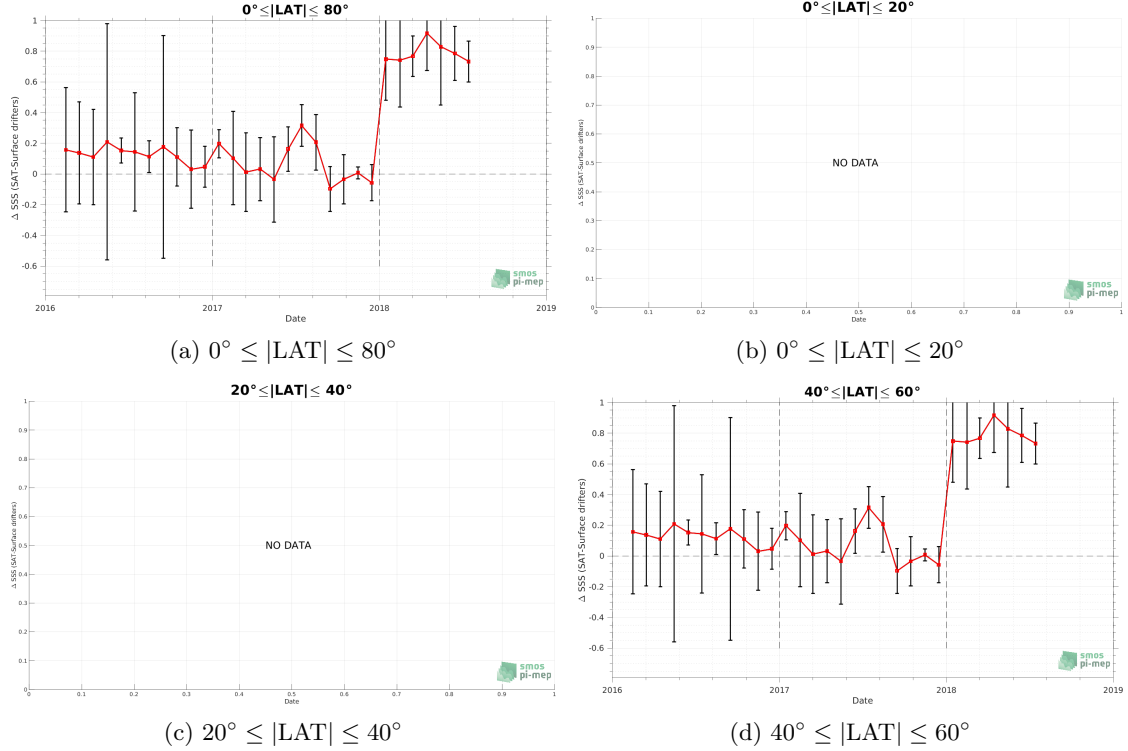 0°≤|LAT|≤ 80°
1
0.8
0.6
0.4
0.2
0
-0.2
-0.4
-0.6
Δ SSS (SAT-Surface drifters)
2016
2017
2018
2019
Date
smos
pi-mep
(a) 0° ≤ |LAT| ≤ 80°
0°≤|LAT|≤ 20°
1
0.9
0.8
0.7
0.6
0.5
0.4
0.3
0.2
0.1
0
Δ SSS (SAT-Surface drifters)
NO DATA
0 0.1 0.2 0.3 0.4 0.5 0.6 0.7 0.8 0.9 1
Date
smos
pi-mep
(b) 0° ≤ |LAT| ≤ 20°
20°≤|LAT|≤ 40°
1
0.9
0.8
0.7
0.6
0.5
0.4
0.3
0.2
0.1
0
Δ SSS (SAT-Surface drifters)
NO DATA
0 0.1 0.2 0.3 0.4 0.5 0.6 0.7 0.8 0.9 1
Date
smos
pi-mep
(c) 20° ≤ |LAT| ≤ 40°
40°≤|LAT|≤ 60°
1
0.8
0.6
0.4
0.2
0
-0.2
-0.4
-0.6
Δ SSS (SAT-Surface drifters)
2016
2017
2018
2019
Date
smos
pi-mep
(d) 40° ≤ |LAT| ≤ 60°